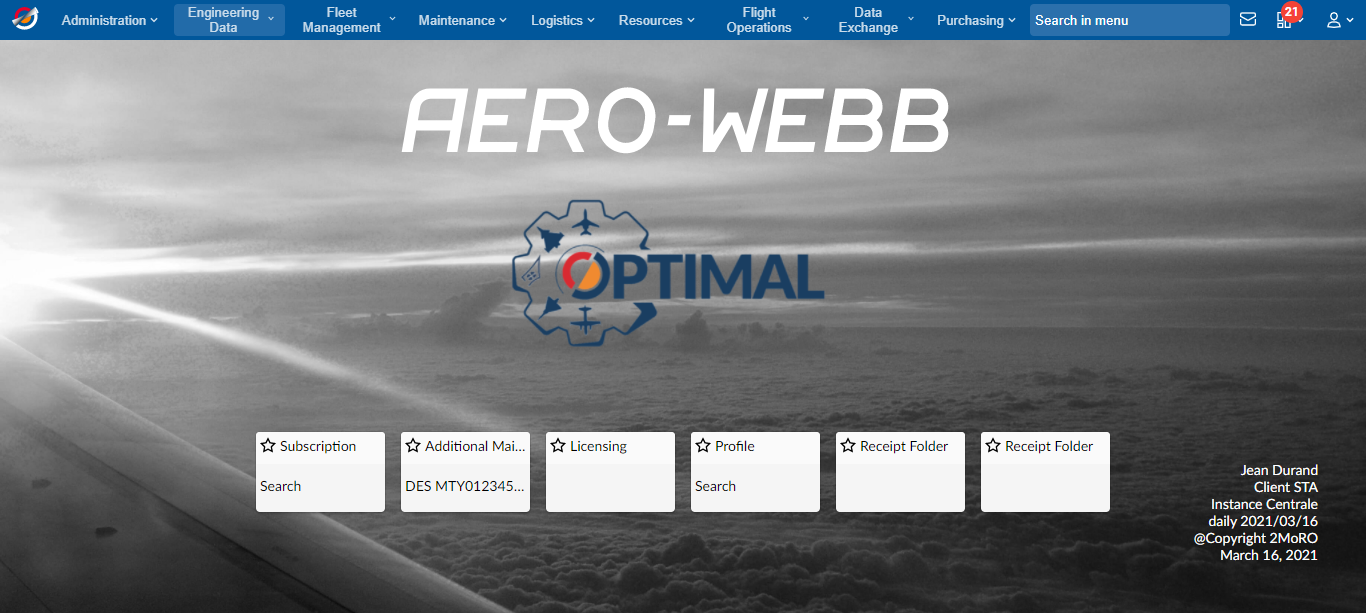 Administration
Engineering
Data
Fleet
Management
Maintenance
Logistics
Resources
Flight
Operations
Data
Exchange
Purchasing
Search in menu
21
AERO-WEBB
OPTIMAL
Subscription
Additional Mai...
Licensing
Profile
Receipt Folder
Receipt Folder
Search
DES MTY012345...
Search
Jean Durand
Client STA
Instance Centrale
daily 2021/03/16
@Copyright 2MoRO
March 16, 2021